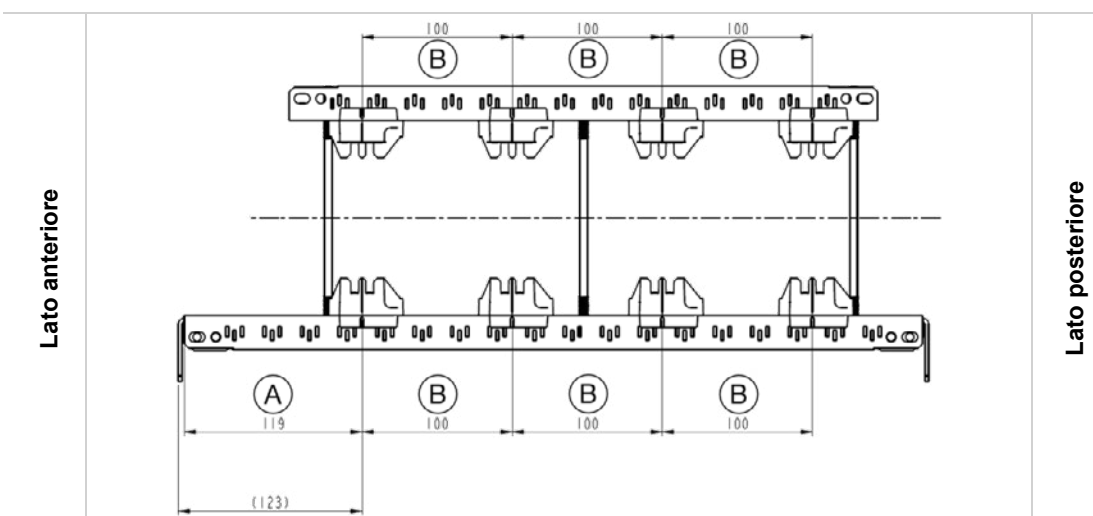 100 100 100
B B B
Lato anteriore
Lato posteriore
A B B B
119 100 100 100
(123)